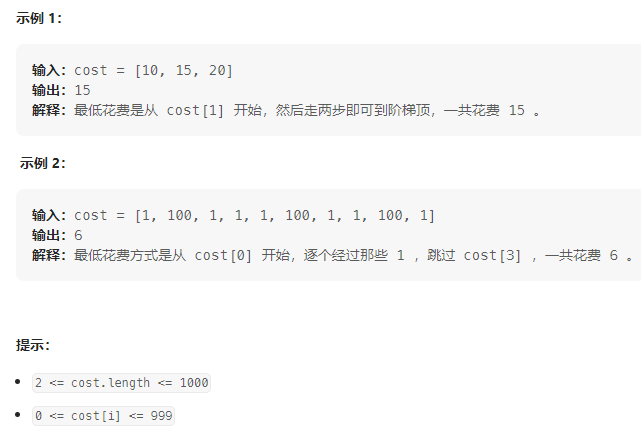 示例 1:
输入: cost = [10, 15, 20]
输出: 15
解释: 最低花费是从 cost[1] 开始,然后走两步即可到阶梯顶,一共花费 15 。
示例 2:
输入: cost = [1, 100, 1, 1, 1, 100, 1, 1, 100, 1]
输出: 6
解释: 最低花费方式是从 cost[0] 开始,逐个经过那些 1 ,跳过 cost[3] ,一共花费 6 。
提示:
• 2 <= cost.length <= 1000
• 0 <= cost[i] <= 999